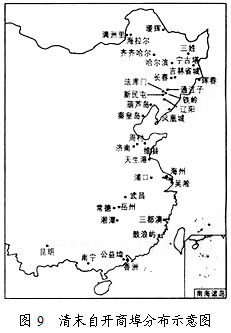 瑷珲
满洲里
海拉尔
齐齐哈尔
三姓
哈尔滨
宁古塔
吉林省城
长春
珲春
法库门
通江子
新民屯
铁岭
葫芦岛
辽阳
秦皇岛
凤凰城
周村
济南
潍县
天生港
海州
浦口
吴淞
武昌
常德
岳州
湘潭
三都澳
鼓浪屿
昆明
公益埠
南宁
香洲
南海诸岛
图 9 清末自开商埠分布示意图